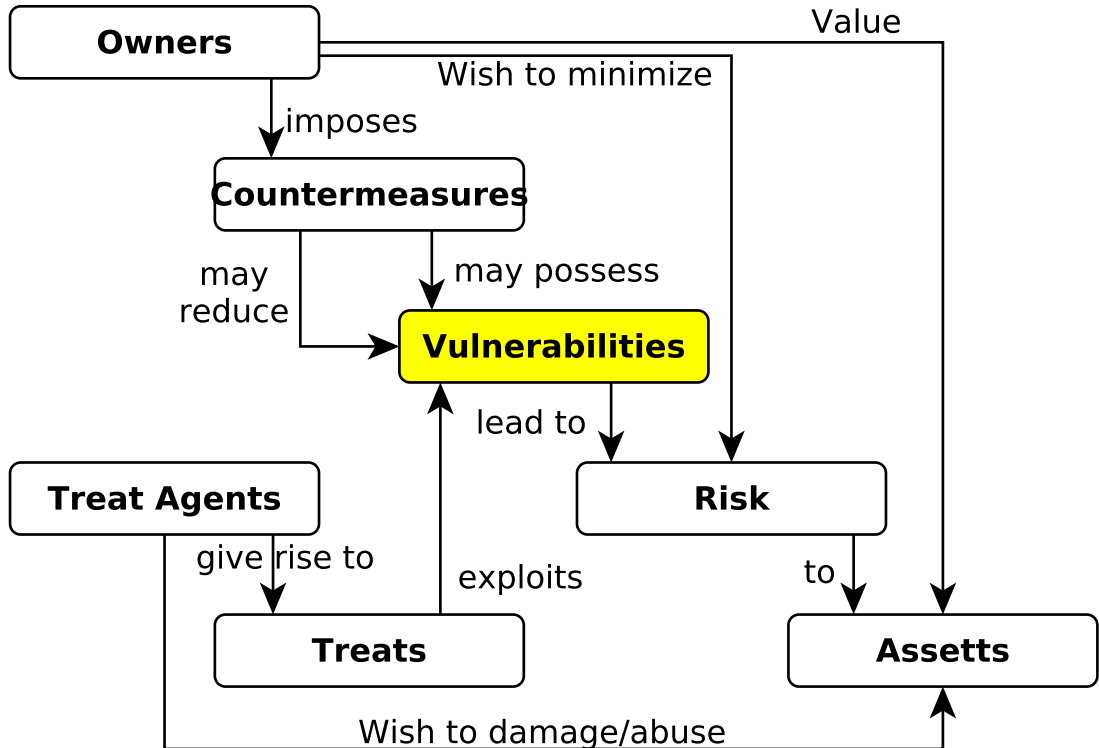 Value
Owners
Wish to minimize
imposes
Countermeasures
may
reduce
may possess
Vulnerabilities
lead to
Treat Agents
Risk
give rise to
exploits
to
Treats
Assetts
Wish to damage/abuse